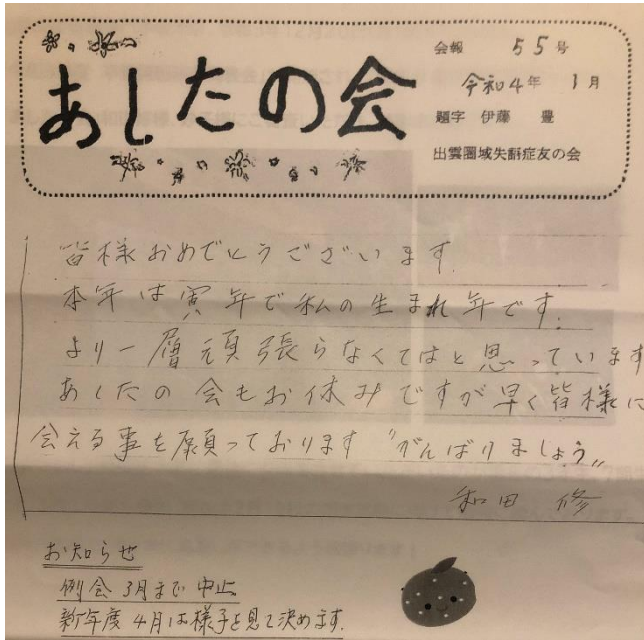 あしたの会
会報 55号
令和4年 1月
題字 伊藤 豊
出雲圏域失語症友の会
皆様おめでとうございます。
本年は寅年で私の生まれ年です。
より一層頑張らなくてはと思っています
あしたの会もお休みですが早く皆様に
会える事を願っております "がんばりましょう"
和田 修
お知らせ
例会 3月まで中止
新年度 4月は様子を見て決めます。